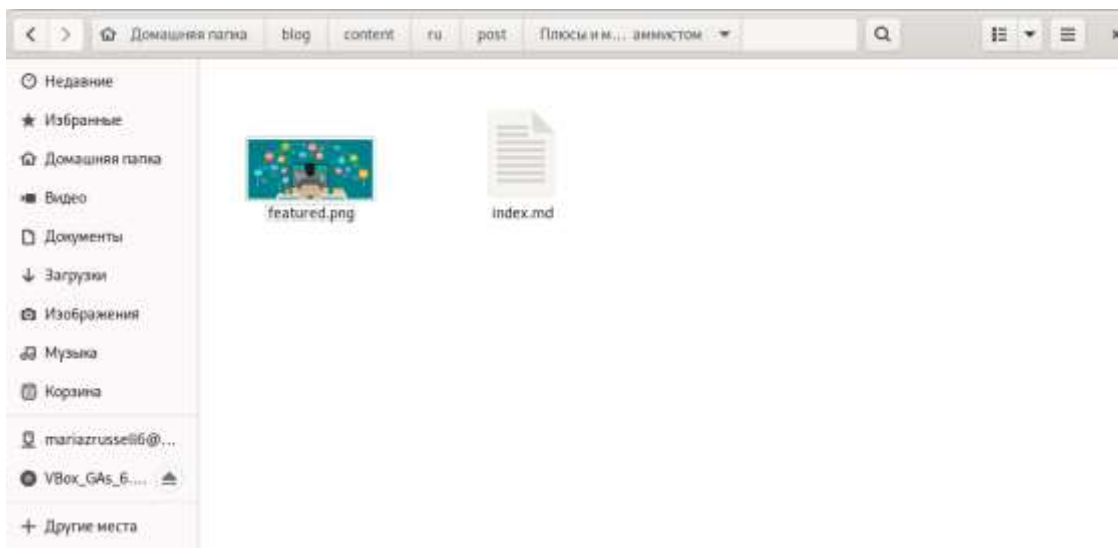 Домашняя папка blog content ru post Плюсы и м... аммистом
Недавние
Избранные
Домашняя папка
Видео
Документы
Загрузки
Изображения
Музыка
Корзина
mariazrussell6@...
VBox_GAs_6....
Другие места
featured.png
index.md